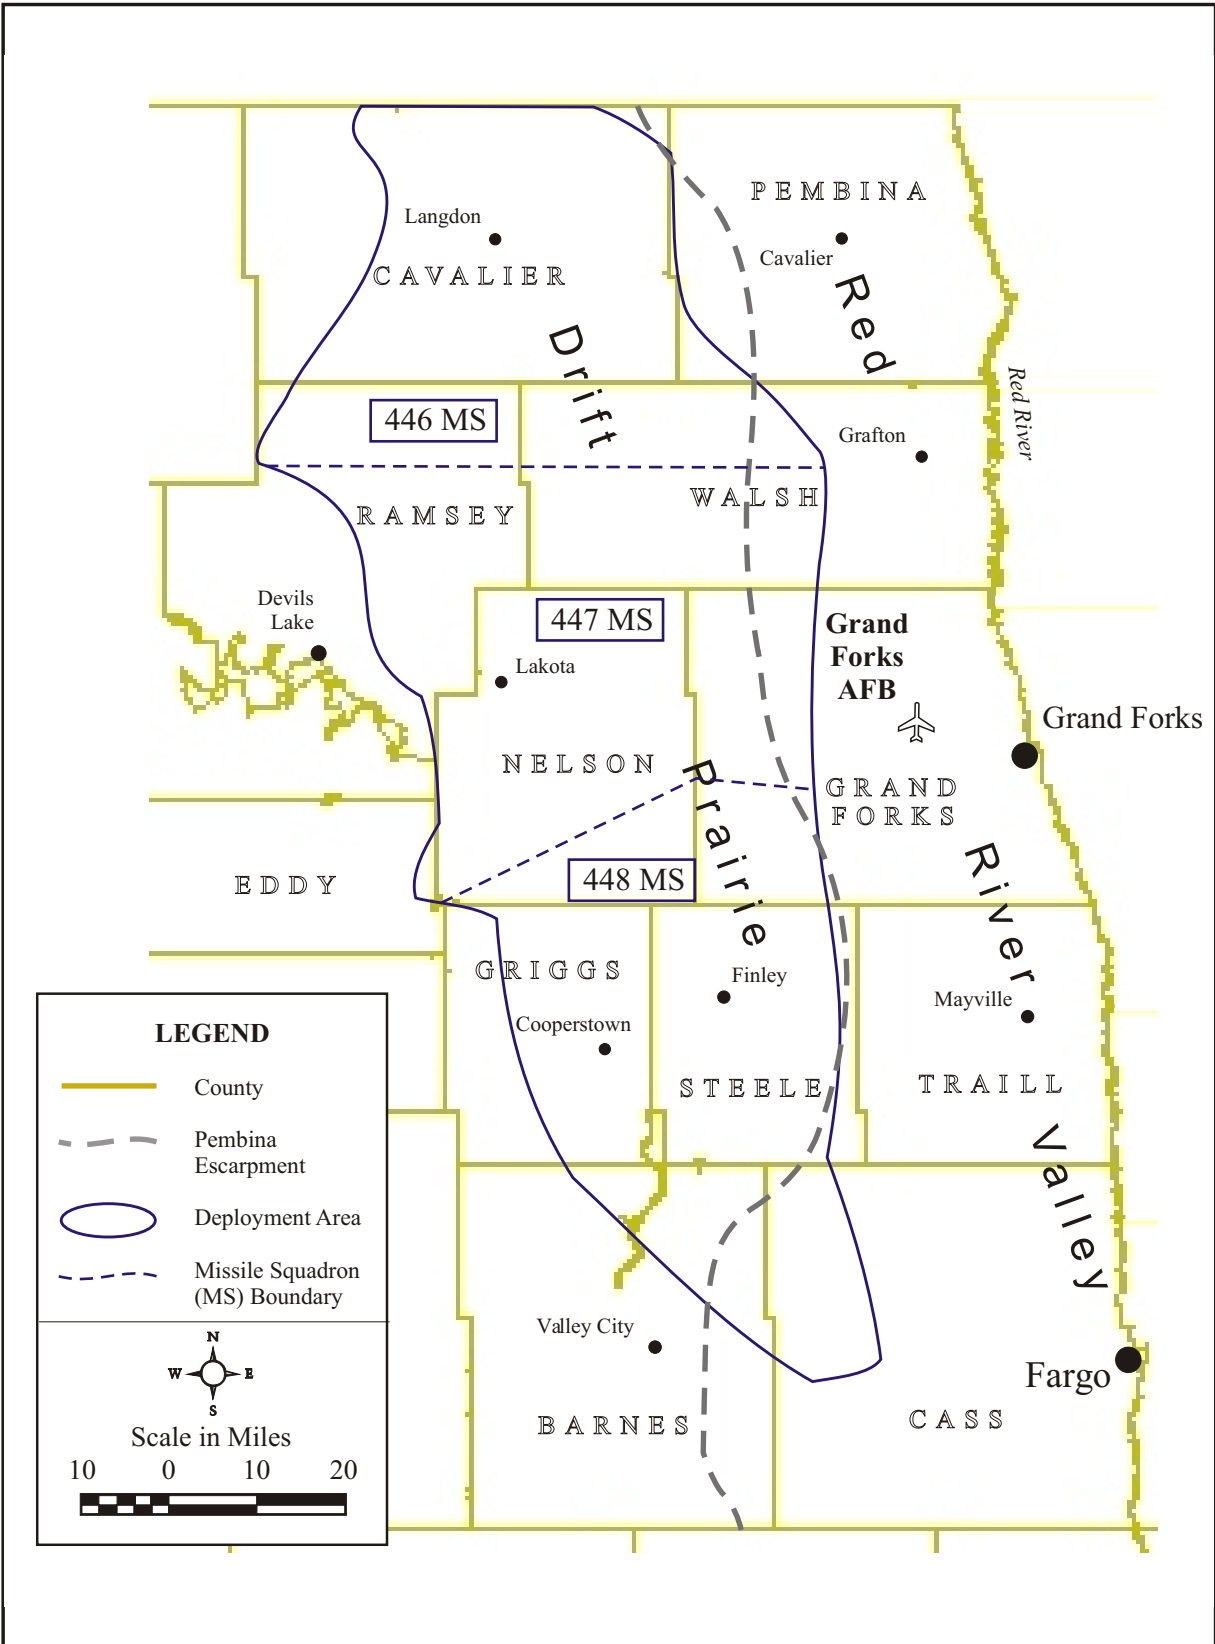 PEMBINA
Langdon
Cavalier
CAVALIER
Red
Drift
Red River
446 MS
Grafton
WALSH
RAMSEY
Devils
Lake
447 MS
Grand
Forks
AFB
Lakota
Grand Forks
NELSON
Prairie
GRAND
FORKS
River
448 MS
EDDY
GRIGGS
Finley
Mayville
Cooperstown
STEELE
TRAILL
Valley
Valley City
Fargo
BARNES
CASS
LEGEND
County
Pembina
Escarpment
Deployment Area
Missile Squadron
(MS) Boundary
N
W E
S
Scale in Miles
10 0 10 20